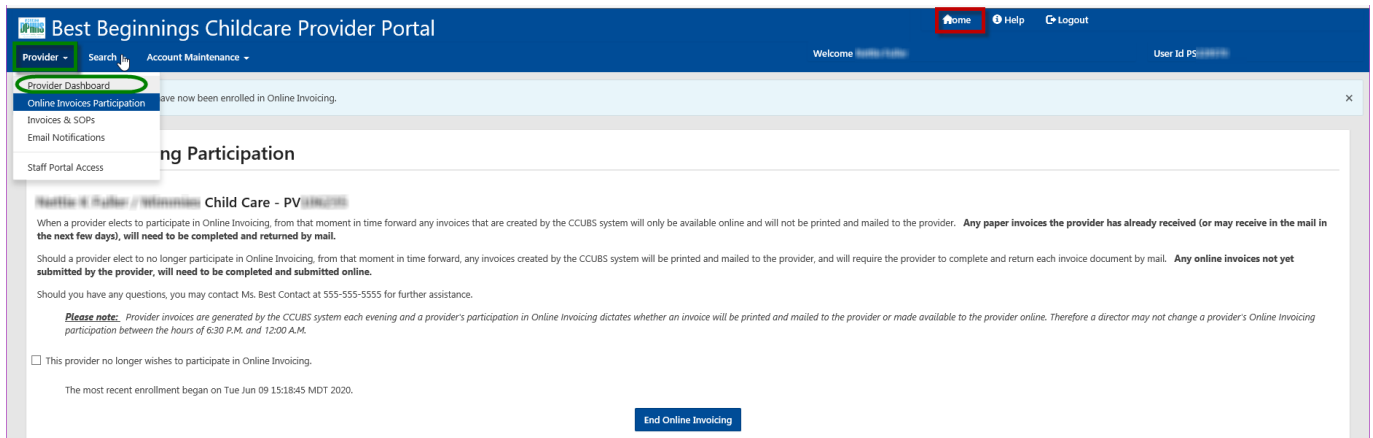 Best Beginnings Childcare Provider Portal
Home Help Logout
Provider Search Account Maintenance Welcome User Id PS
Provider Dashboard
Online Invoices Participation
ave now been enrolled in Online Invoicing. ×
Invoices & SOPs
Email Notifications
ng Participation
Staff Portal Access
Child Care - PV
When a provider elects to participate in Online Invoicing, from that moment in time forward any invoices that are created by the CCUBS system will only be available online and will not be printed and mailed to the provider. Any paper invoices the provider has already received (or may receive in the mail in
the next few days), will need to be completed and returned by mail.
Should a provider elect to no longer participate in Online Invoicing, from that moment in time forward, any invoices created by the CCUBS system will be printed and mailed to the provider, and will require the provider to complete and return each invoice document by mail. Any online invoices not yet
submitted by the provider, will need to be completed and submitted online.
Should you have any questions, you may contact Ms. Best Contact at 555-555-5555 for further assistance.
Please note: Provider invoices are generated by the CCUBS system each evening and a provider's participation in Online Invoicing dictates whether an invoice will be printed and mailed to the provider or made available to the provider online. Therefore a director may not change a provider's Online Invoicing
participation between the hours of 6:30 P.M. and 12:00 A.M.
This provider no longer wishes to participate in Online Invoicing.
The most recent enrollment began on Tue Jun 09 15:18:45 MDT 2020.
End Online Invoicing